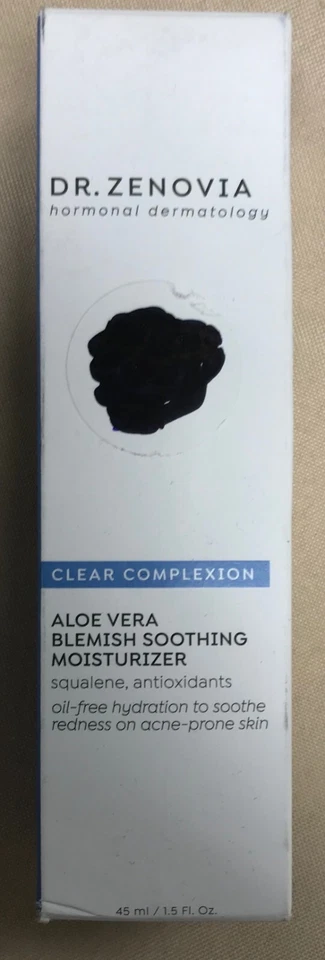 DR. ZENOVIA
hormonal dermatology
CLEAR COMPLEXION
ALOE VERA
BLEMISH SOOTHING
MOISTURIZER
squalene, antioxidants
oil-free hydration to soothe
redness on acne-prone skin
45 ml / 1.5 Fl. Oz.